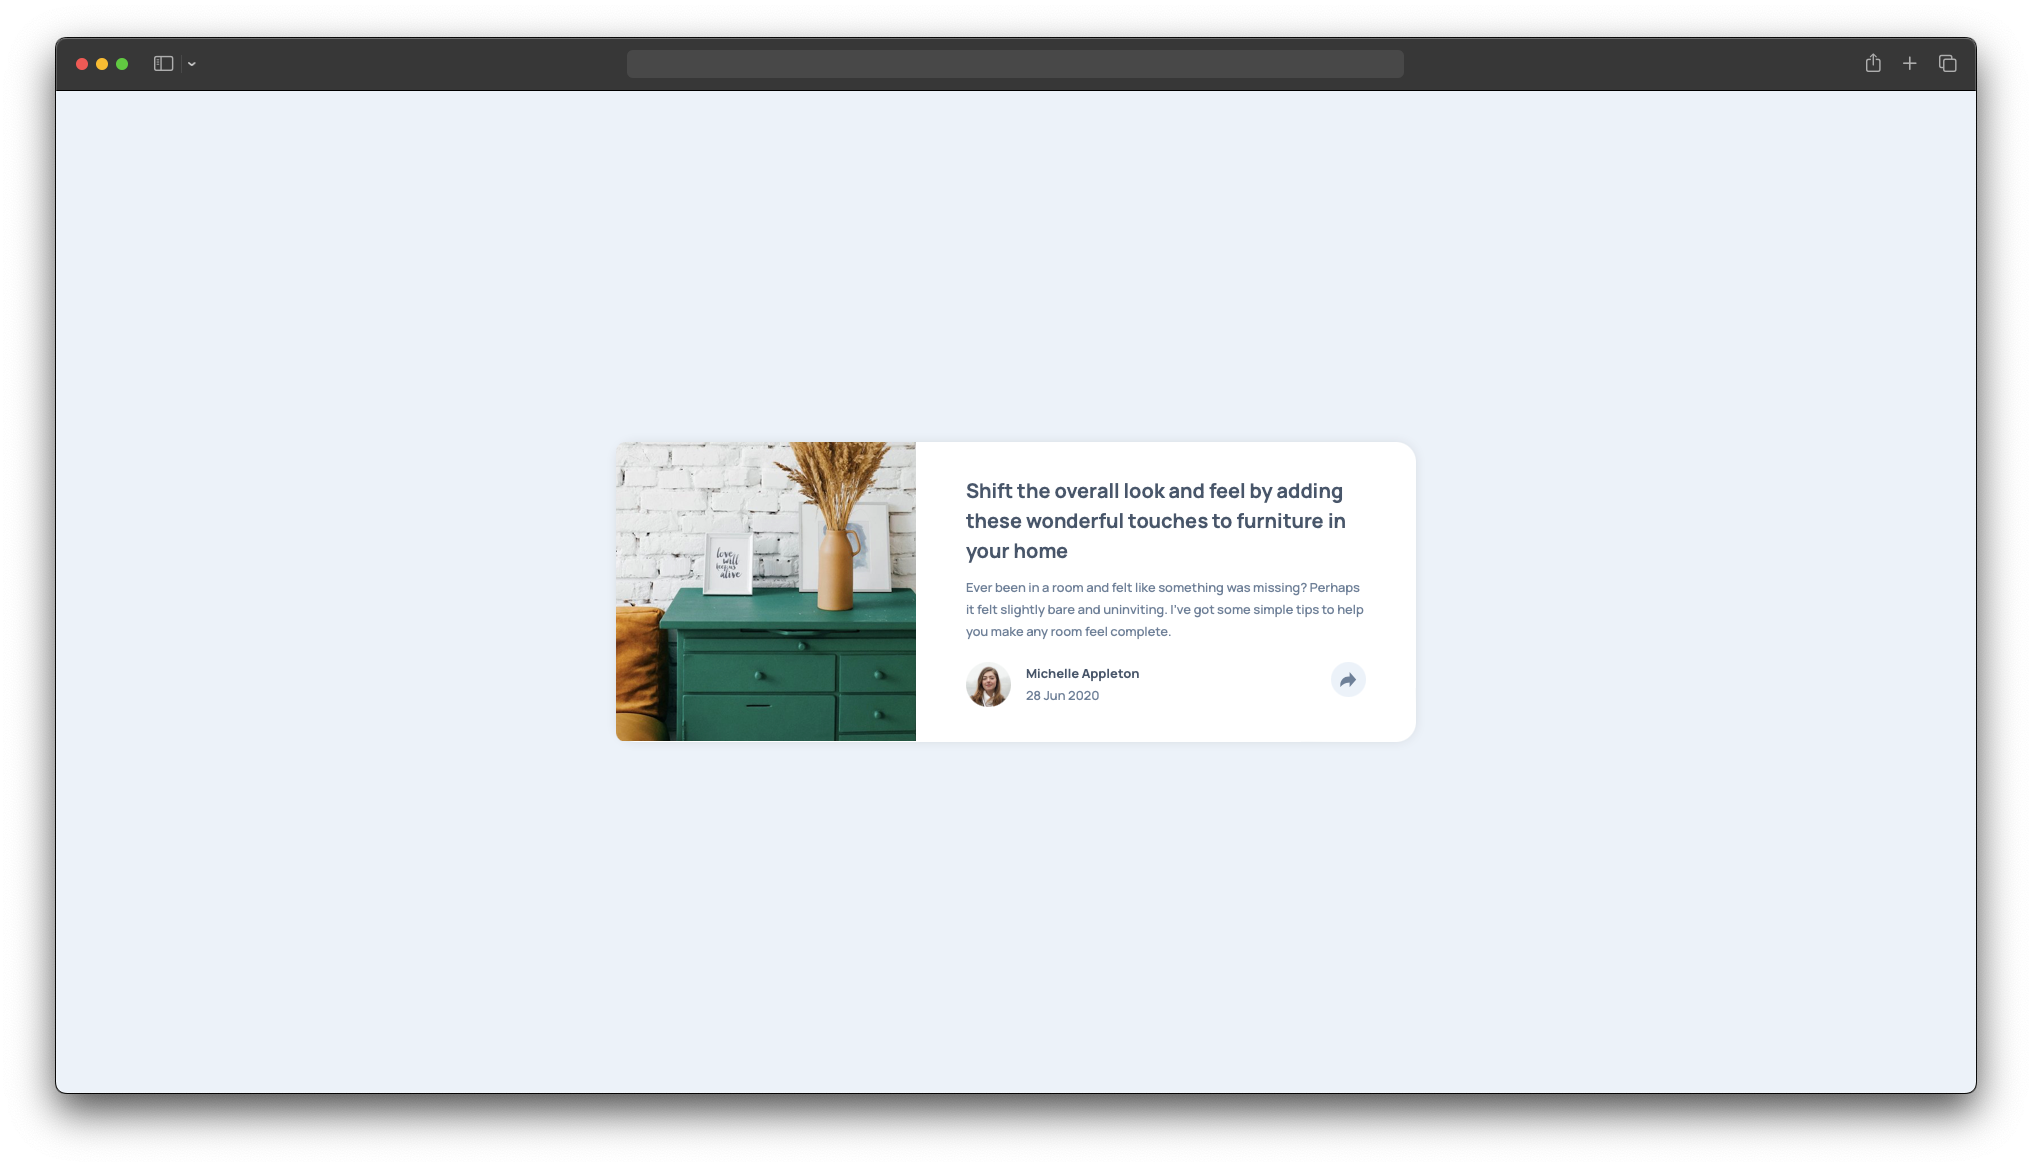 love
will
keep us
alive
Shift the overall look and feel by adding
these wonderful touches to furniture in
your home
Ever been in a room and felt like something was missing? Perhaps
it felt slightly bare and uninviting. I've got some simple tips to help
you make any room feel complete.
Michelle Appleton
28 Jun 2020